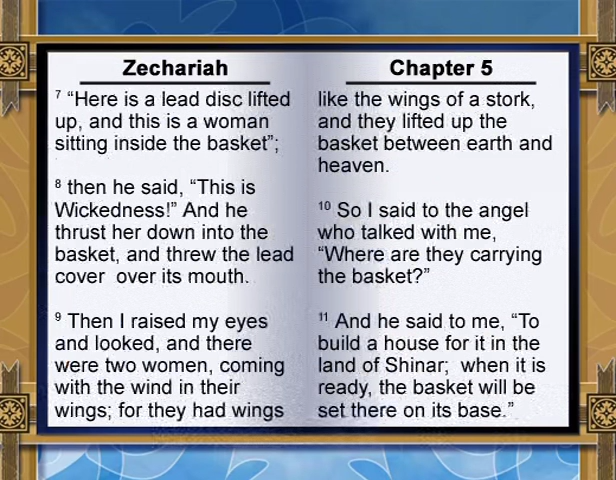 Zechariah
7 “Here is a lead disc lifted
up, and this is a woman
sitting inside the basket”;
8 then he said, “This is
Wickedness!” And he
thrust her down into the
basket, and threw the lead
cover  over its mouth.
9 Then I raised my eyes
and looked, and there
were two women, coming
with the wind in their
wings; for they had wings
Chapter 5
like the wings of a stork,
and they lifted up the
basket between earth and
heaven.
10 So I said to the angel
who talked with me,
“Where are they carrying
the basket?”
11 And he said to me, “To
build a house for it in the
land of Shinar;  when it is
ready, the basket will be
set there on its base.”